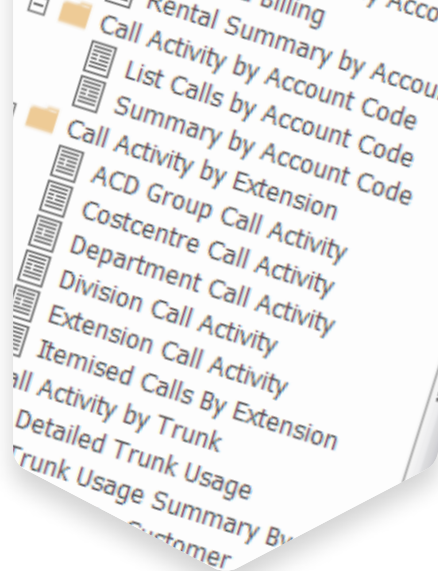 Billing
Rental Summary by
Call Activity by Account Code
List Calls by Account Code
Summary by Account Code
Call Activity by Extension
ACD Group Call Activity
Costcentre Call Activity
Department Call Activity
Division Call Activity
Extension Call Activity
Itemised Calls By Extension
Activity by Trunk
Detailed Trunk Usage
Trunk Usage Summary By
Customer